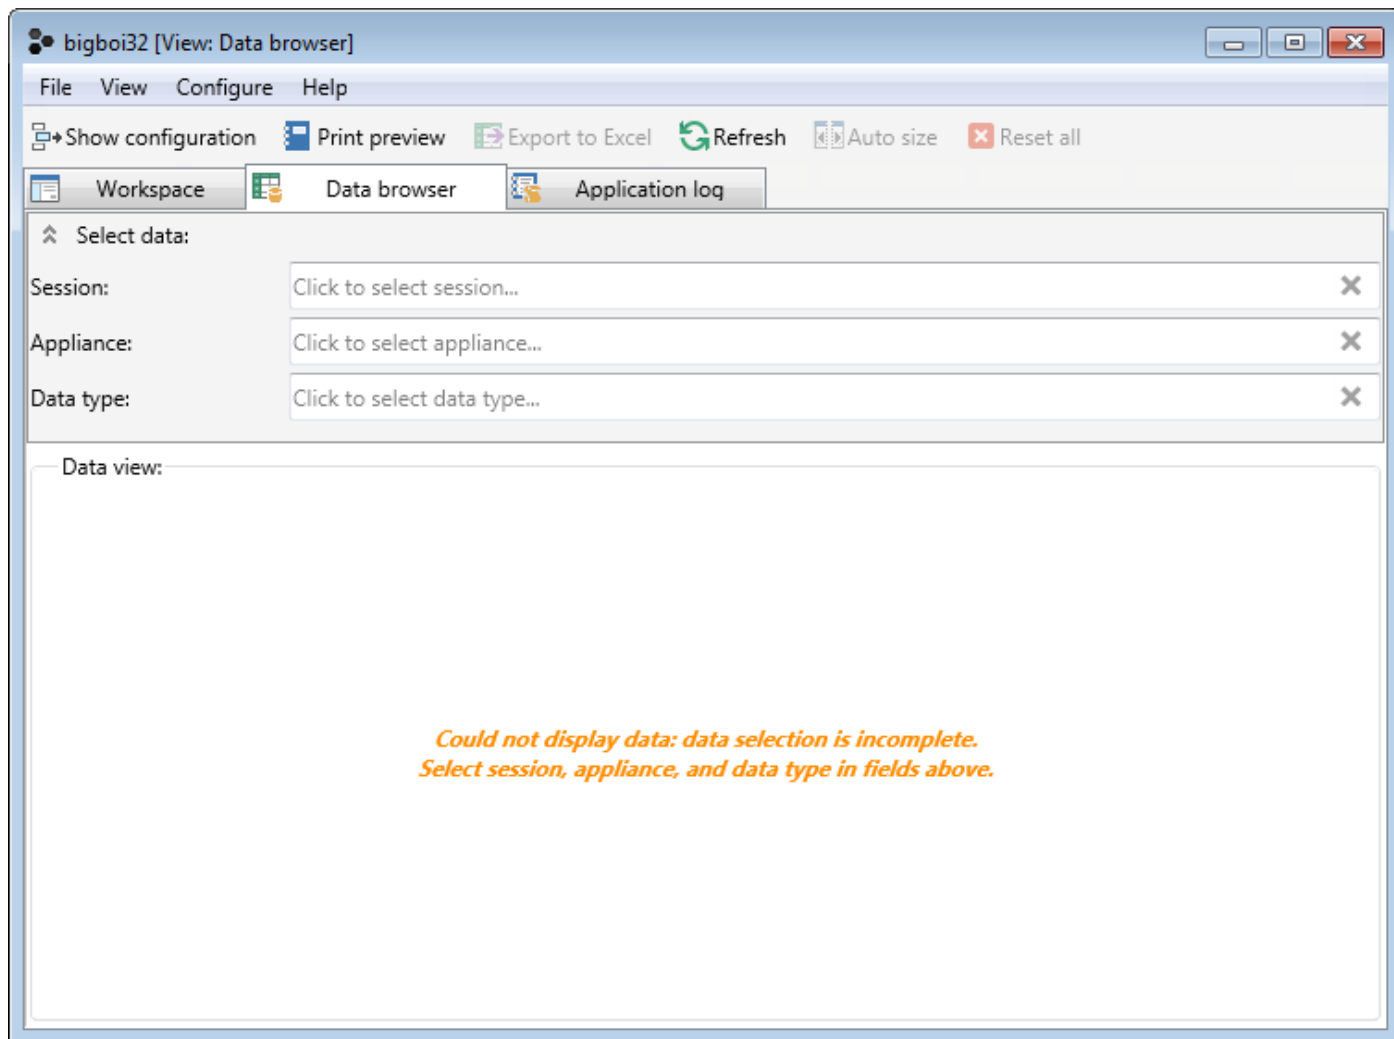 bigboi32 [View: Data browser]
File View Configure Help
Show configuration Print preview Export to Excel Refresh Auto size Reset all
Workspace Data browser Application log
Select data:
Session: Click to select session...
Appliance: Click to select appliance...
Data type: Click to select data type...
Data view:
Could not display data: data selection is incomplete.
Select session, appliance, and data type in fields above.